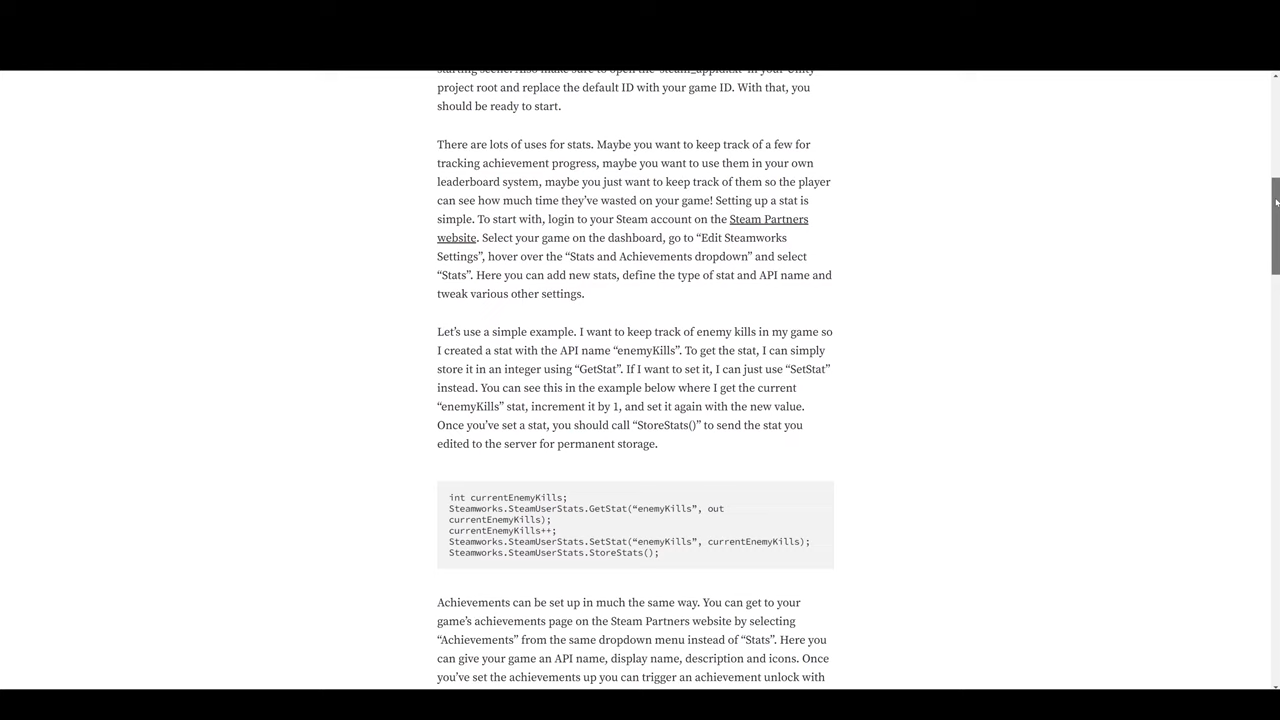 project root and replace the default ID with your game ID. With that, you
should be ready to start.
There are lots of uses for stats. Maybe you want to keep track of a few for
tracking achievement progress, maybe you want to use them in your own
leaderboard system, maybe you just want to keep track of them so the player
can see how much time they’ve wasted on your game! Setting up a stat is
simple. To start with, login to your Steam account on the Steam Partners
website. Select your game on the dashboard, go to “Edit Steamworks
Settings”, hover over the “Stats and Achievements dropdown” and select
“Stats”. Here you can add new stats, define the type of stat and API name and
tweak various other settings.
Let’s use a simple example. I want to keep track of enemy kills in my game so
I created a stat with the API name “enemyKills”. To get the stat, I can simply
store it in an integer using “GetStat”. If I want to set it, I can just use “SetStat”
instead. You can see this in the example below where I get the current
“enemyKills” stat, increment it by 1, and set it again with the new value.
Once you’ve set a stat, you should call “StoreStats()” to send the stat you
edited to the server for permanent storage.
int currentEnemyKills;
Steamworks.SteamUserStats.GetStat(“enemyKills”, out
currentEnemyKills);
currentEnemyKills++;
Steamworks.SteamUserStats.SetStat(“enemyKills”, currentEnemyKills);
Steamworks.SteamUserStats.StoreStats();
Achievements can be set up in much the same way. You can get to your
game’s achievements page on the Steam Partners website by selecting
“Achievements” from the same dropdown menu instead of “Stats”. Here you
can give your game an API name, display name, description and icons. Once
you’ve set the achievements up you can trigger an achievement unlock with